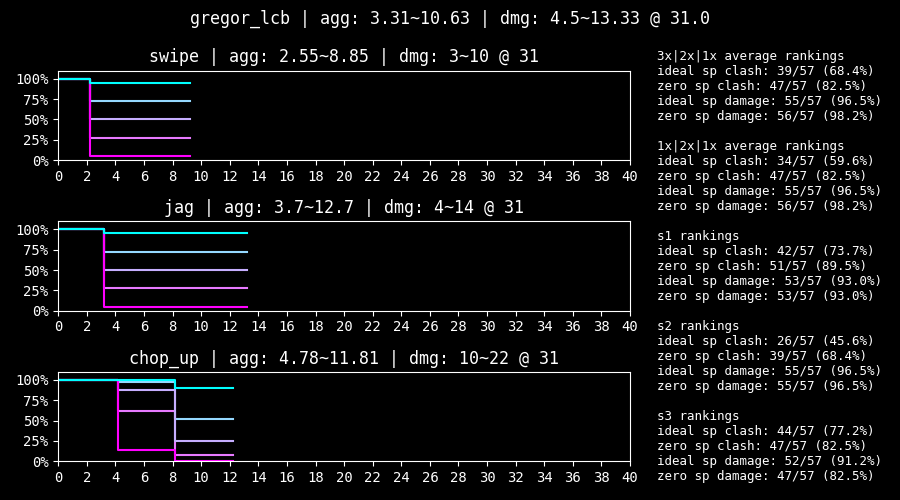 gregor_lcb | agg: 3.31~10.63 | dmg: 4.5~13.33 @ 31.0
swipe | agg: 2.55~8.85 | dmg: 3~10 @ 31
100%
75%
50%
25%
0%
0 2 4 6 8 10 12 14 16 18 20 22 24 26 28 30 32 34 36 38 40
jag | agg: 3.7~12.7 | dmg: 4~14 @ 31
100%
75%
50%
25%
0%
0 2 4 6 8 10 12 14 16 18 20 22 24 26 28 30 32 34 36 38 40
chop_up | agg: 4.78~11.81 | dmg: 10~22 @ 31
100%
75%
50%
25%
0%
0 2 4 6 8 10 12 14 16 18 20 22 24 26 28 30 32 34 36 38 40
3x|2x|1x average rankings
ideal sp clash: 39/57 (68.4%)
zero sp clash: 47/57 (82.5%)
ideal sp damage: 55/57 (96.5%)
zero sp damage: 56/57 (98.2%)
1x|2x|1x average rankings
ideal sp clash: 34/57 (59.6%)
zero sp clash: 47/57 (82.5%)
ideal sp damage: 55/57 (96.5%)
zero sp damage: 56/57 (98.2%)
s1 rankings
ideal sp clash: 42/57 (73.7%)
zero sp clash: 51/57 (89.5%)
ideal sp damage: 53/57 (93.0%)
zero sp damage: 53/57 (93.0%)
s2 rankings
ideal sp clash: 26/57 (45.6%)
zero sp clash: 39/57 (68.4%)
ideal sp damage: 55/57 (96.5%)
zero sp damage: 55/57 (96.5%)
s3 rankings
ideal sp clash: 44/57 (77.2%)
zero sp clash: 47/57 (82.5%)
ideal sp damage: 52/57 (91.2%)
zero sp damage: 47/57 (82.5%)